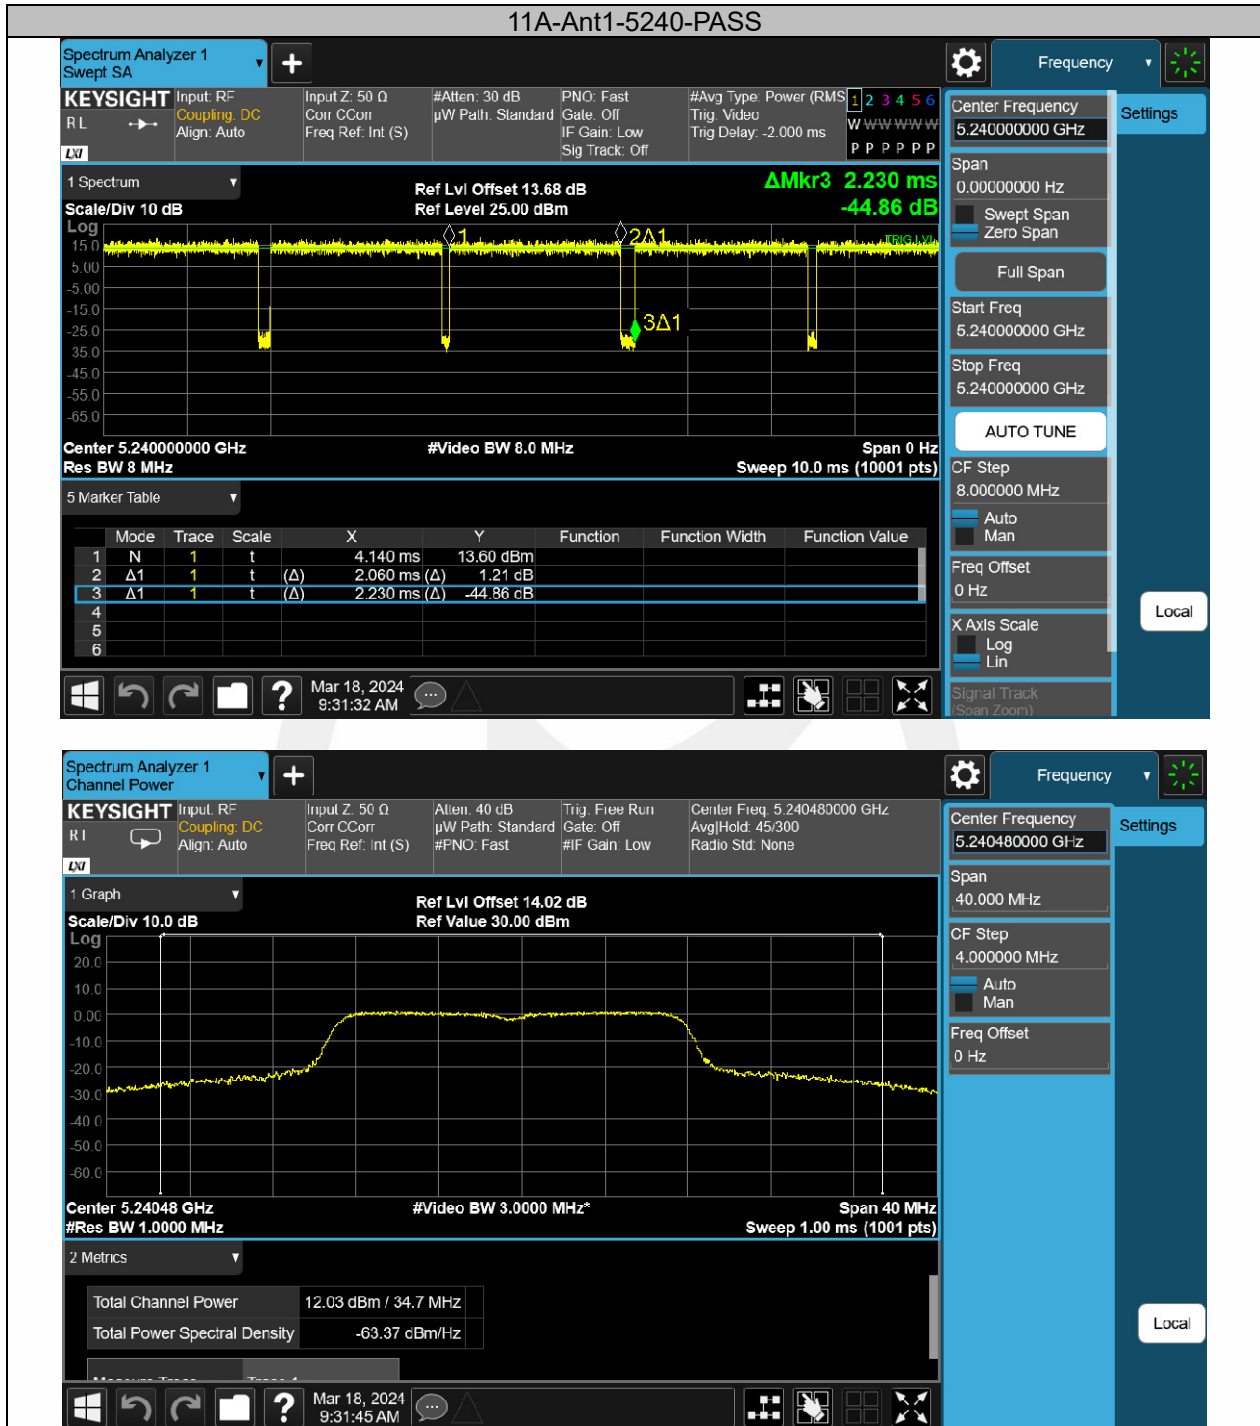 11A-Ant1-5240-PASS
Spectrum Analyzer 1
Swept SA
Frequency
KEYSIGHT
RL
LXI
Input: RF
Coupling: DC
Align: Auto
Input Z: 50 Ω
Corr CCorr
Freq Ref: Int (S)
#Atten: 30 dB
µW Path: Standard
PNO: Fast
Gate: Off
IF Gain: Low
Sig Track: Off
#Avg Type: Power (RMS
Trig: Video
Trig Delay: -2.000 ms
1 2 3 4 5 6
W W W W W W
P P P P P P
Center Frequency
5.240000000 GHz
Settings
Span
0.00000000 Hz
Swept Span
Zero Span
Full Span
Start Freq
5.240000000 GHz
Stop Freq
5.240000000 GHz
AUTO TUNE
CF Step
8.000000 MHz
Auto
Man
Freq Offset
0 Hz
X Axis Scale
Log
Lin
Signal Track
(Span Zoom)
Local
1 Spectrum
Scale/Div 10 dB
Ref Lvl Offset 13.68 dB
Ref Level 25.00 dBm
ΔMkr3 2.230 ms
-44.86 dB
Log
15.0
5.00
-5.00
-15.0
-25.0
-35.0
-45.0
-55.0
-65.0
1
2Δ1
TRIG LVL
3Δ1
Center 5.240000000 GHz
#Video BW 8.0 MHz
Span 0 Hz
Res BW 8 MHz
Sweep 10.0 ms (10001 pts)
5 Marker Table
Mode Trace Scale X Y Function Function Width Function Value
1 N 1 t 4.140 ms 13.60 dBm
2 Δ1 1 t (Δ) 2.060 ms (Δ) 1.21 dB
3 Δ1 1 t (Δ) 2.230 ms (Δ) -44.86 dB
4
5
6
?
Mar 18, 2024
9:31:32 AM
Spectrum Analyzer 1
Channel Power
Frequency
KEYSIGHT
RL
LXI
Input: RF
Coupling: DC
Align: Auto
Input Z: 50 Ω
Corr CCorr
Freq Ref: Int (S)
Atten: 40 dB
µW Path: Standard
#PNO: Fast
Trig: Free Run
Gate: Off
#IF Gain: Low
Center Freq: 5.240480000 GHz
Avg|Hold: 45/300
Radio Std: None
Center Frequency
5.240480000 GHz
Settings
Span
40.000 MHz
CF Step
4.000000 MHz
Auto
Man
Freq Offset
0 Hz
Local
1 Graph
Scale/Div 10.0 dB
Ref Lvl Offset 14.02 dB
Ref Value 30.00 dBm
Log
20.0
10.0
0.00
-10.0
-20.0
-30.0
-40.0
-50.0
-60.0
Center 5.24048 GHz
#Video BW 3.0000 MHz*
Span 40 MHz
#Res BW 1.0000 MHz
Sweep 1.00 ms (1001 pts)
2 Metrics
Total Channel Power 12.03 dBm / 34.7 MHz
Total Power Spectral Density -63.37 dBm/Hz
?
Mar 18, 2024
9:31:45 AM